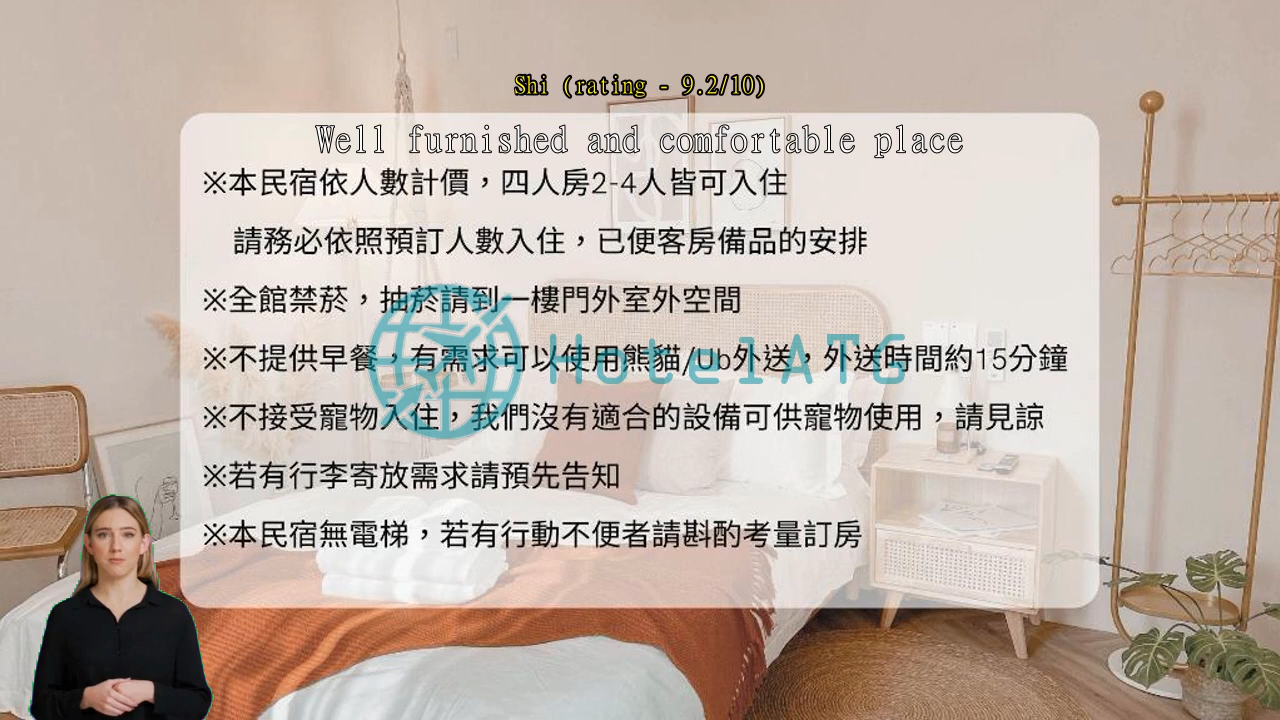 Shi (rating - 9.2/10)
Well furnished and comfortable place
※本民宿依人數計價，四人房2-4人皆可入住
請務必依照預訂人數入住，已便客房備品的安排
※全館禁菸，抽菸請到一樓門外室外空間
※不提供早餐，有需求可以使用熊貓/Ub外送，外送時間約15分鐘
HotelATG
※不接受寵物入住，我們沒有適合的設備可供寵物使用，請見諒
※若有行李寄放需求請預先告知
※本民宿無電梯，若有行動不便者請斟酌考量訂房